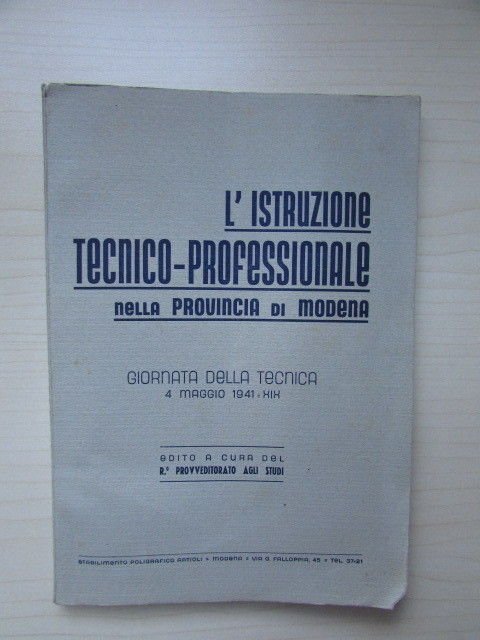 L' ISTRUZIONE
TECNICO-PROFESSIONALE
NELLA PROVINCIA DI MODENA
GIORNATA DELLA TECNICA
4 MAGGIO 1941-XIX
EDITO A CURA DEL
R.° PROVVEDITORATO AGLI STUDI
STABILIMENTO POLIGRAFICO ARTIOLI • MODENA • VIA G. FALLOPPIA, 45 • TEL. 37-21